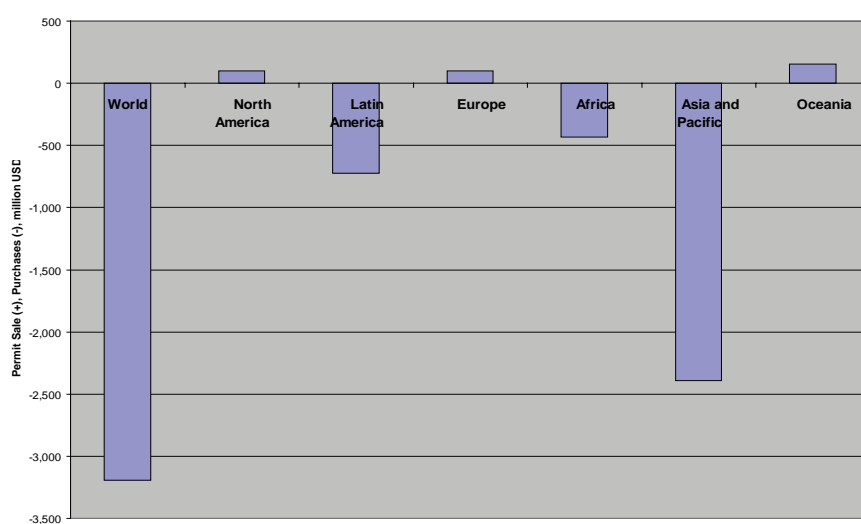 500
0
-500
-1,000
-1,500
-2,000
-2,500
-3,000
-3,500
Permit Sale (+), Purchases (-), million USD
World
North
America
Latin
America
Europe
Africa
Asia and
Pacific
Oceania